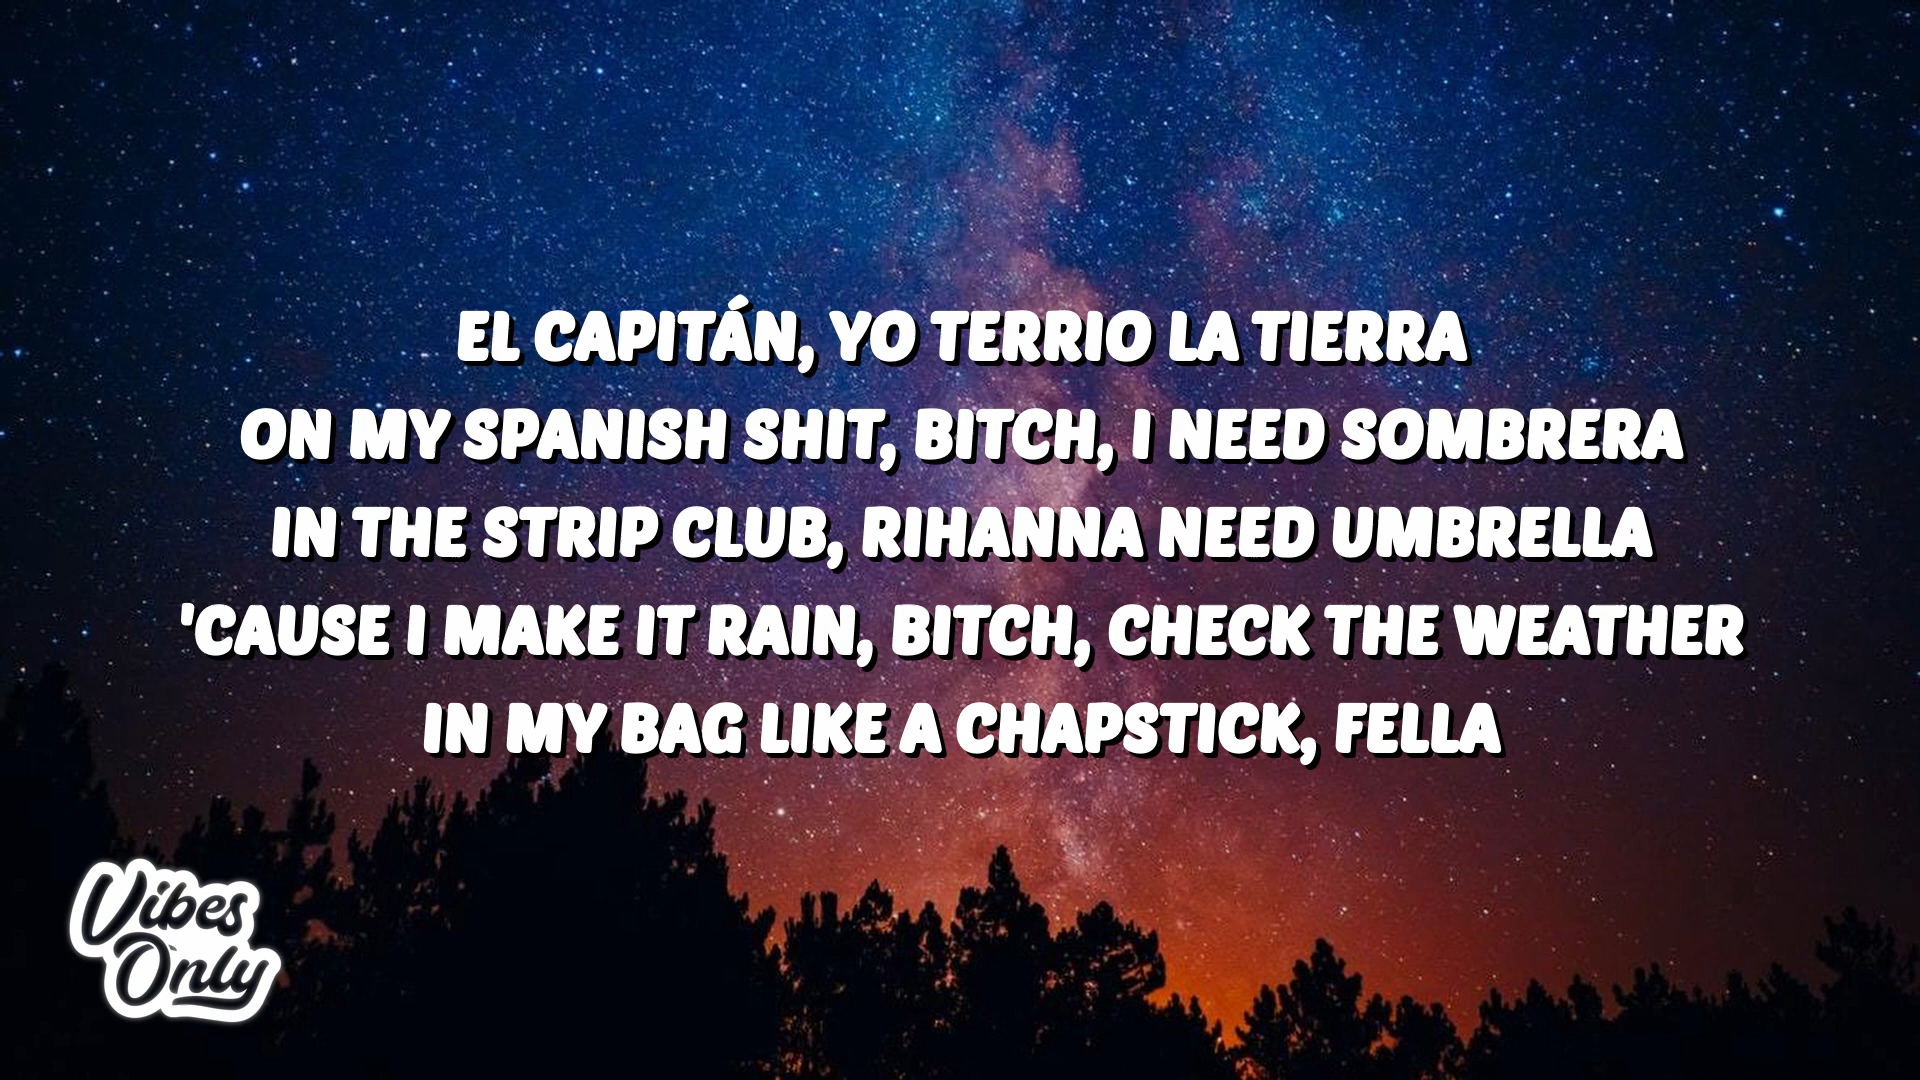 EL CAPITÁN, YO TERRIO LA TIERRA
ON MY SPANISH SHIT, BITCH, I NEED SOMBRERA
IN THE STRIP CLUB, RIHANNA NEED UMBRELLA
'CAUSE I MAKE IT RAIN, BITCH, CHECK THE WEATHER
IN MY BAG LIKE A CHAPSTICK, FELLA
Vibes
Only